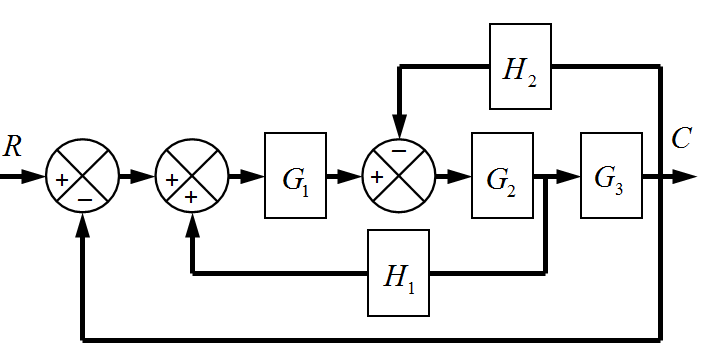 H₂
R
C
−
+ + G₁ + G₂ G₃
− +
H₁